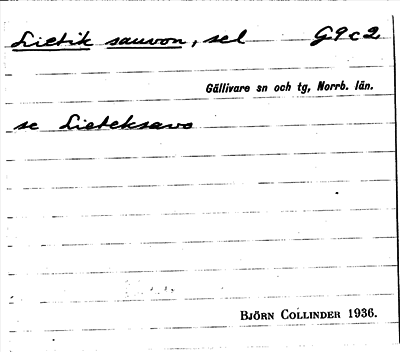 Lietik sauvon, sel G9c2
Gällivare sn och tg, Norrb. län.
se Lieteksavo
BJÖRN COLLINDER 1936.